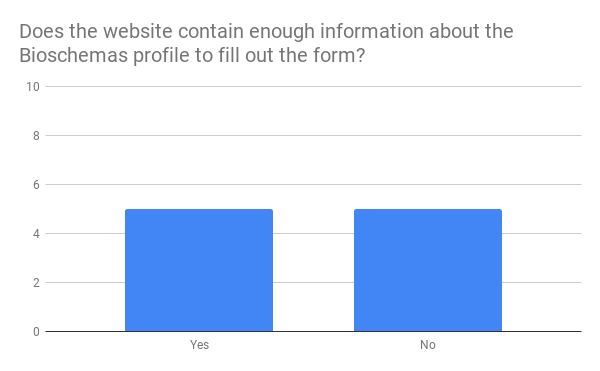 Does the website contain enough information about the
Bioschemas profile to fill out the form?
10
8
6
4
2
0
Yes No